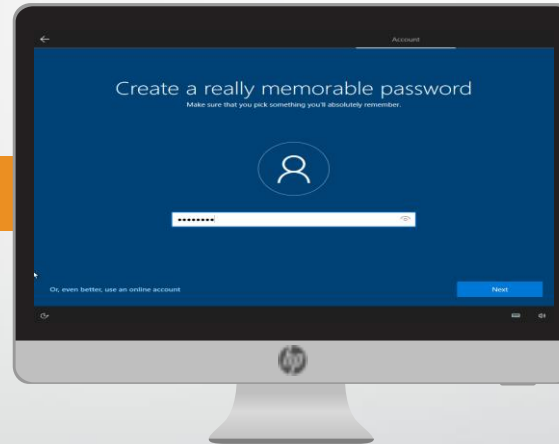 Account
Create a really memorable password
Make sure that you pick something you'll absolutely remember.
••••••••
Or, even better, use an online account
Next
hp